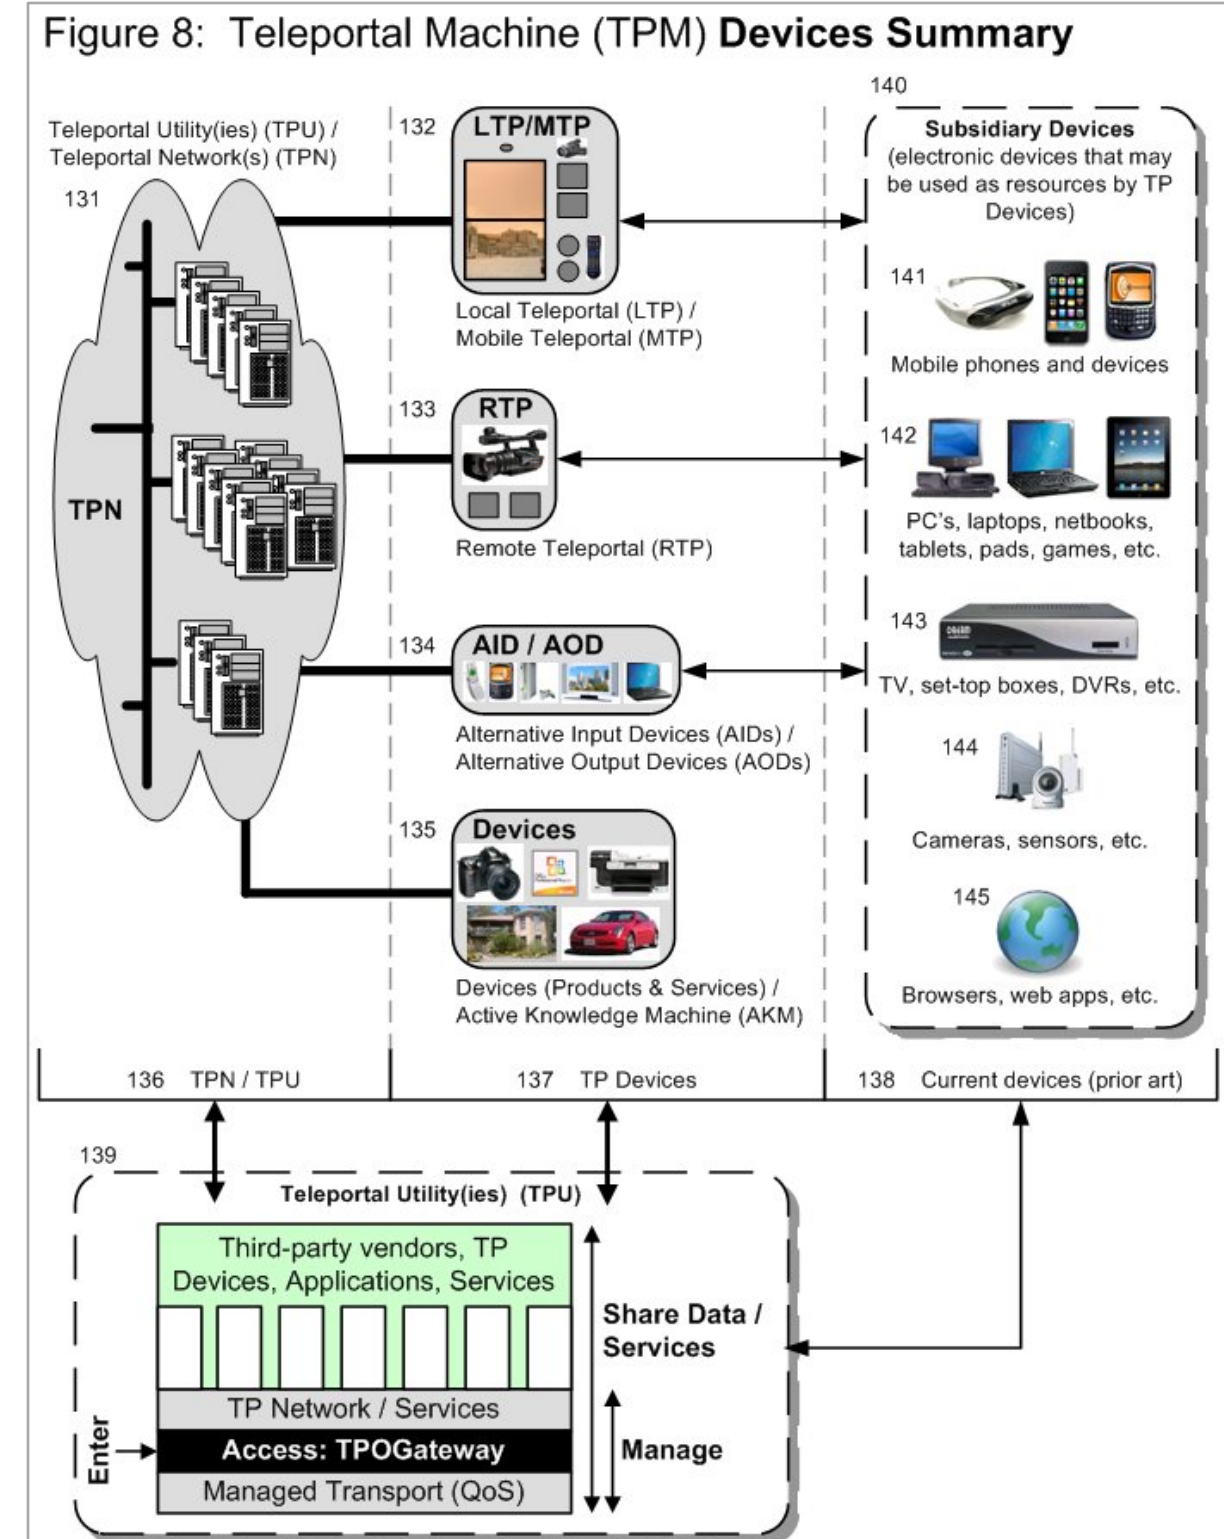 Figure 8: Teleportal Machine (TPM) Devices Summary
Teleportal Utility(ies) (TPU) /
Teleportal Network(s) (TPN)
131
TPN
132
LTP/MTP
Local Teleportal (LTP) /
Mobile Teleportal (MTP)
133
RTP
Remote Teleportal (RTP)
134
AID / AOD
Alternative Input Devices (AIDs) /
Alternative Output Devices (AODs)
135
Devices
Devices (Products & Services) /
Active Knowledge Machine (AKM)
140
Subsidiary Devices
(electronic devices that may
be used as resources by TP
Devices)
141
Mobile phones and devices
142
PC's, laptops, netbooks,
tablets, pads, games, etc.
143
TV, set-top boxes, DVRs, etc.
144
Cameras, sensors, etc.
145
Browsers, web apps, etc.
136 TPN / TPU
137 TP Devices
138 Current devices (prior art)
139
Teleportal Utility(ies) (TPU)
Third-party vendors, TP
Devices, Applications, Services
Share Data /
Services
TP Network / Services
Enter
Access: TPOGateway
Manage
Managed Transport (QoS)